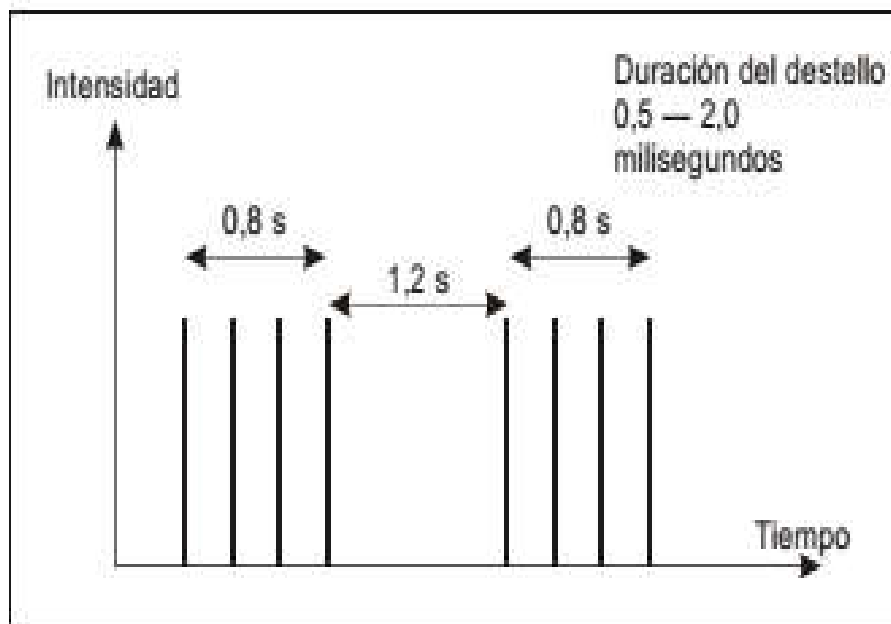 Intensidad
Duración del destello
0,5 — 2,0
milisegundos
0,8 s
0,8 s
1,2 s
Tiempo